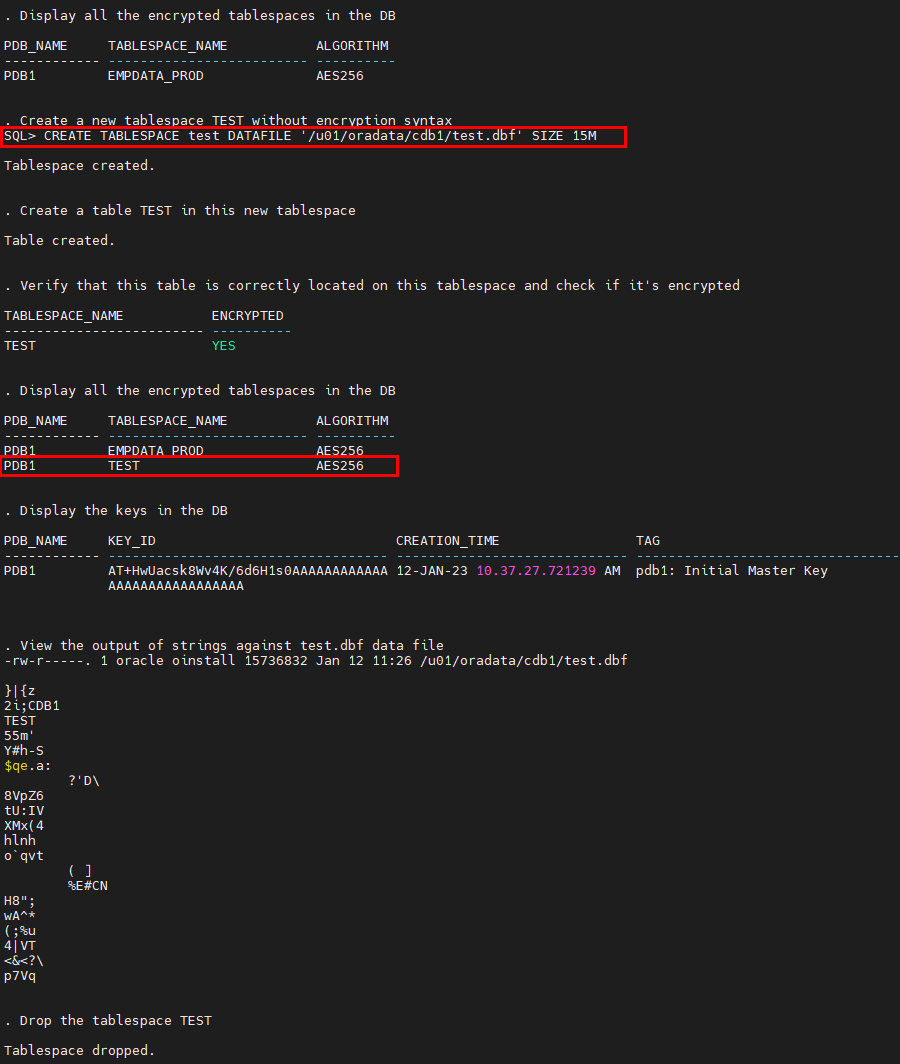 . Display all the encrypted tablespaces in the DB
PDB_NAME     TABLESPACE_NAME           ALGORITHM
------------ ------------------------- ----------
PDB1         EMPDATA_PROD              AES256
. Create a new tablespace TEST without encryption syntax
SQL> CREATE TABLESPACE test DATAFILE '/u01/oradata/cdb1/test.dbf' SIZE 15M
Tablespace created.
. Create a table TEST in this new tablespace
Table created.
. Verify that this table is correctly located on this tablespace and check if it's encrypted
TABLESPACE_NAME           ENCRYPTED
------------------------- ----------
TEST                      YES
. Display all the encrypted tablespaces in the DB
PDB_NAME     TABLESPACE_NAME           ALGORITHM
------------ ------------------------- ----------
PDB1         EMPDATA_PROD              AES256
PDB1         TEST                      AES256
. Display the keys in the DB
PDB_NAME     KEY_ID                              CREATION_TIME                 TAG
------------ ----------------------------------- ----------------------------- ---------------------------------
PDB1         AT+HwUacsk8Wv4K/6d6H1s0AAAAAAAAAAAA 12-JAN-23 10.37.27.721239 AM  pdb1: Initial Master Key
             AAAAAAAAAAAAAAAAA
. View the output of strings against test.dbf data file
-rw-r-----. 1 oracle oinstall 15736832 Jan 12 11:26 /u01/oradata/cdb1/test.dbf
}|{z
2i;CDB1
TEST
55m'
Y#h-S
$qe.a:
        ?'D\
8VpZ6
tU:IV
XMx(4
hlnh
o`qvt
        ( ]
        %E#CN
H8";
wA^*
(;%u
4|VT
<&<?\
p7Vq
. Drop the tablespace TEST
Tablespace dropped.